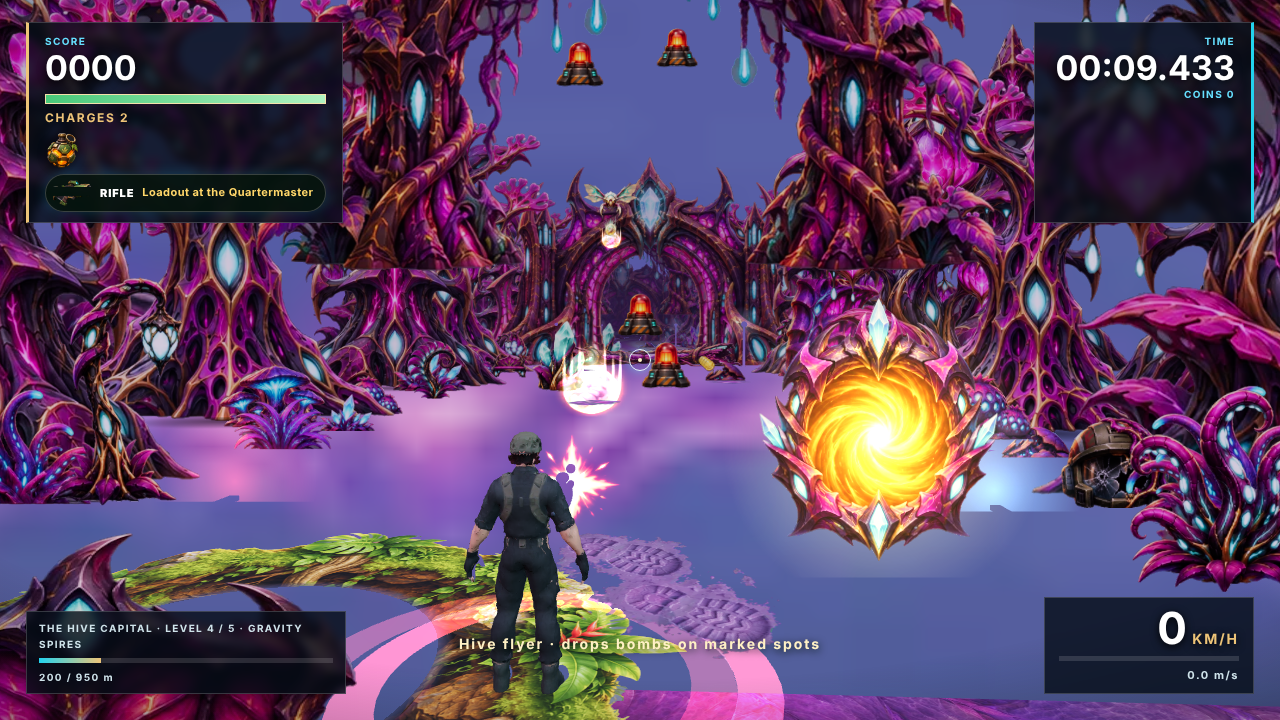 SCORE
0000
CHARGES 2
RIFLE Loadout at the Quartermaster
TIME
00:09.433
COINS 0
Hive flyer · drops bombs on marked spots
THE HIVE CAPITAL · LEVEL 4 / 5 · GRAVITY
SPIRES
200 / 950 m
0 KM/H
0.0 m/s